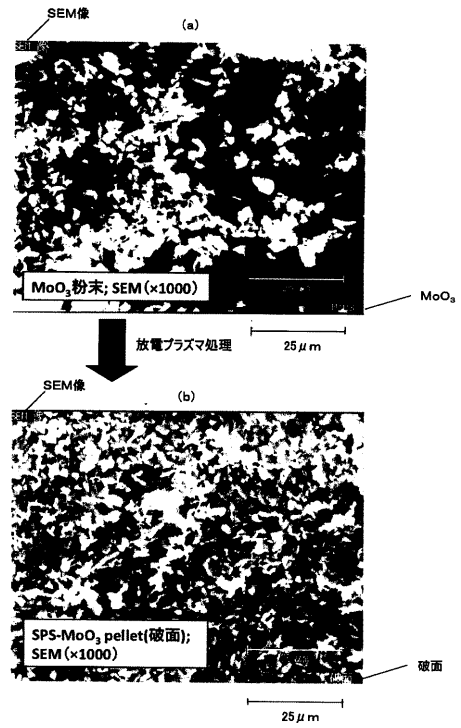 SEM像
(a)
MoO₃粉末; SEM(×1000)
MoO₃
25μm
放電プラズマ処理
SEM像
(b)
SPS-MoO₃ pellet(破面);
SEM(×1000)
破面
25μm